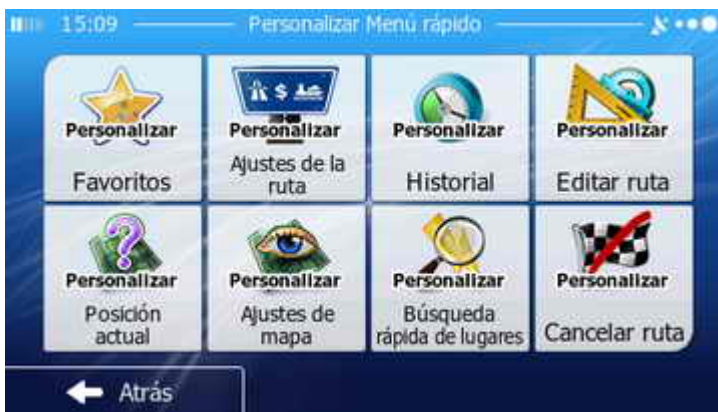 15:09 Personalizar Menú rápido
Personalizar Personalizar Personalizar Personalizar
Favoritos Ajustes de la ruta Historial Editar ruta
Personalizar Personalizar Personalizar Personalizar
Posición actual Ajustes de mapa Búsqueda rápida de lugares Cancelar ruta
Atrás